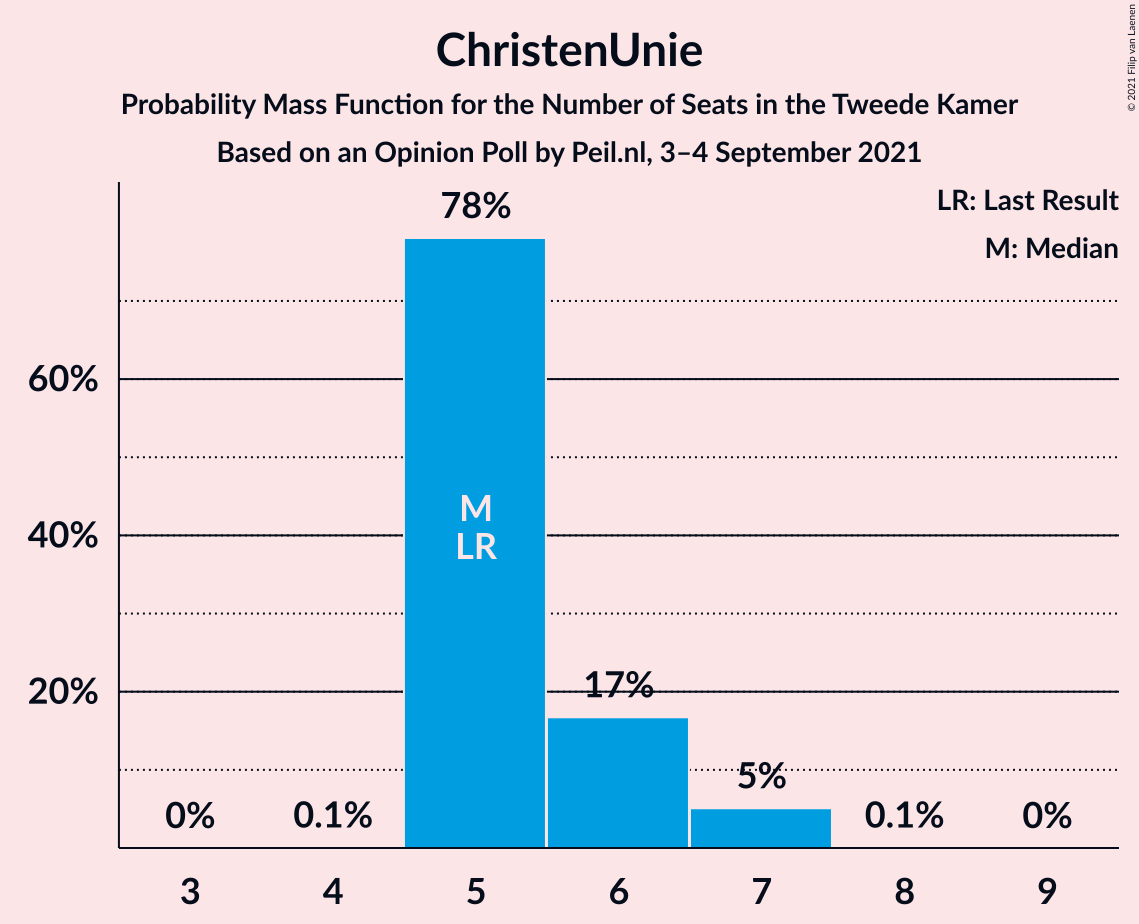 ChristenUnie
Probability Mass Function for the Number of Seats in the Tweede Kamer
Based on an Opinion Poll by Peil.nl, 3–4 September 2021
© 2021 Filip van Laenen
LR: Last Result
M: Median
78%
60%
40%
20%
M
LR
17%
5%
0%
0.1%
0.1%
0%
3
4
5
6
7
8
9